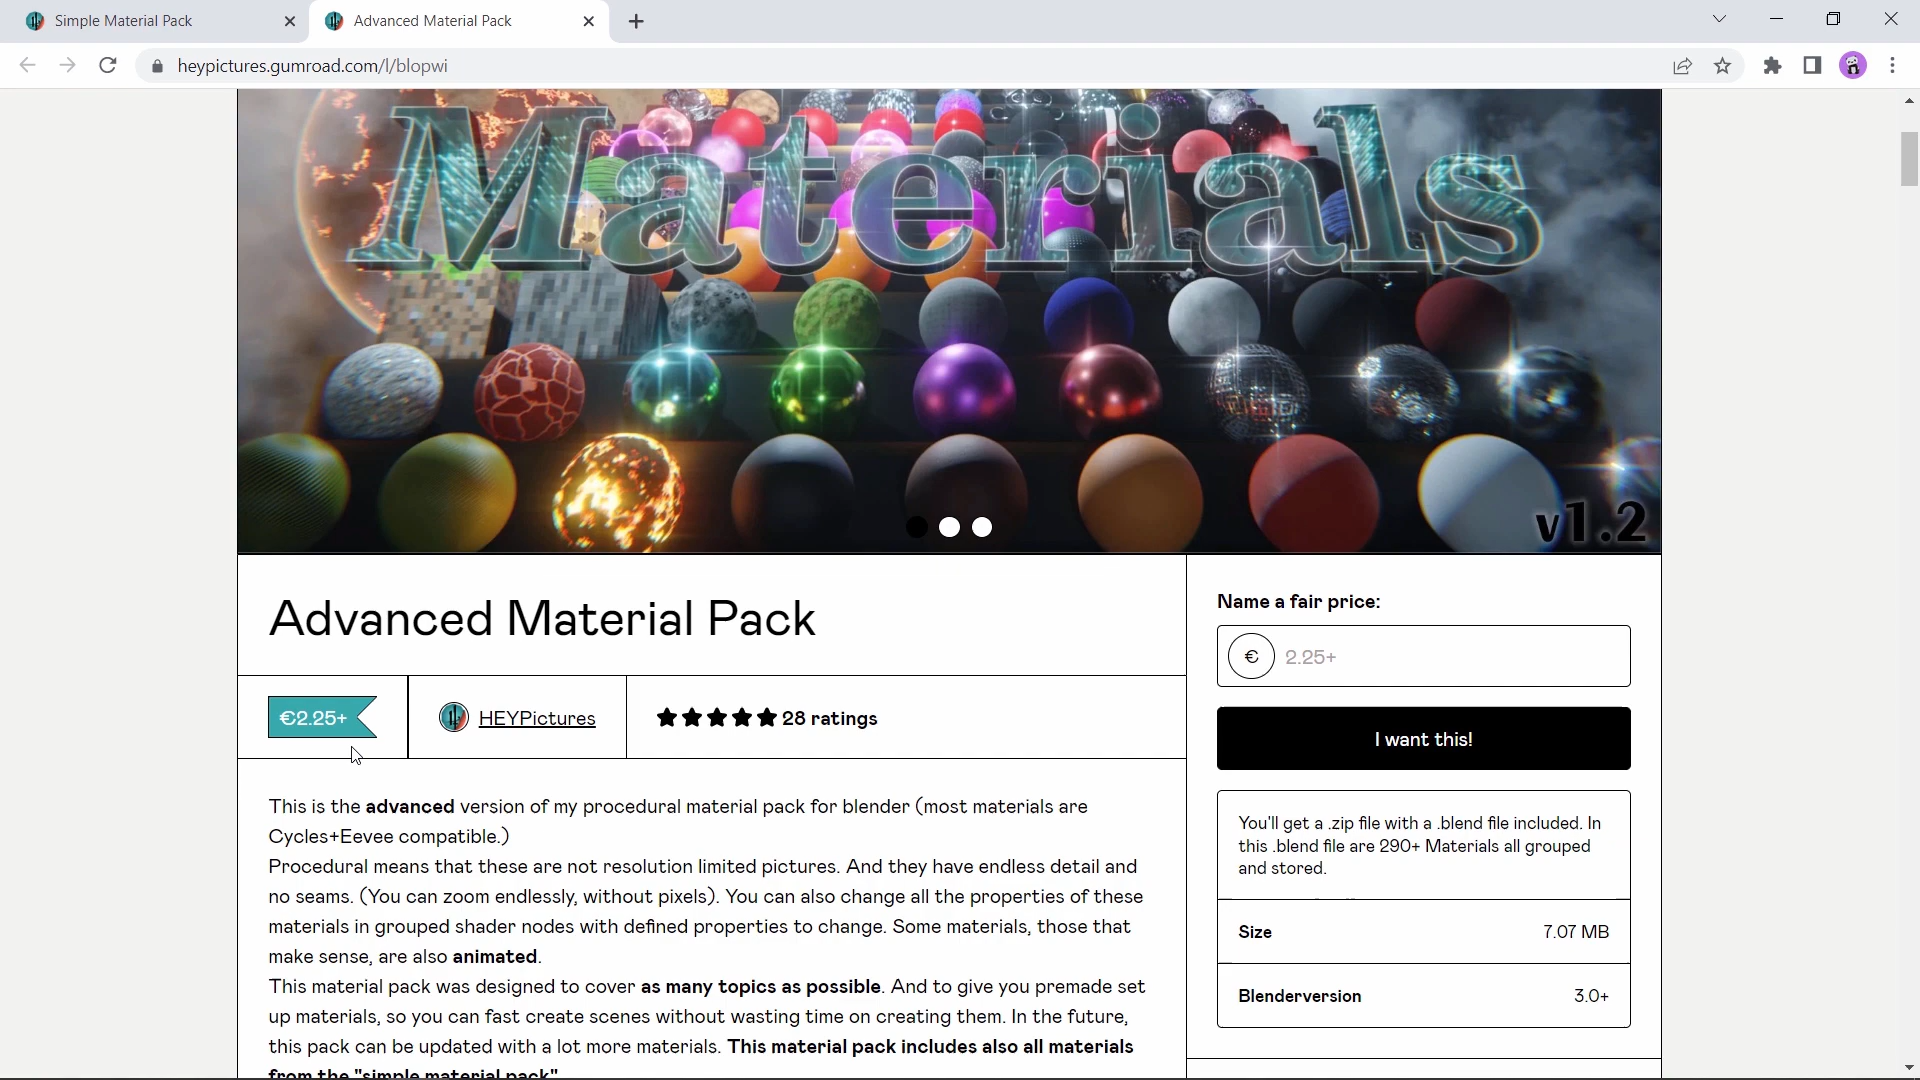 Simple Material Pack
Advanced Material Pack
heypictures.gumroad.com/l/blopwi
Materials
v1.2
Advanced Material Pack
€2.25+
HEYPictures
28 ratings
This is the advanced version of my procedural material pack for blender (most materials are
Cycles+Eevee compatible.)
Procedural means that these are not resolution limited pictures. And they have endless detail and
no seams. (You can zoom endlessly, without pixels). You can also change all the properties of these
materials in grouped shader nodes with defined properties to change. Some materials, those that
make sense, are also animated.
This material pack was designed to cover as many topics as possible. And to give you premade set
up materials, so you can fast create scenes without wasting time on creating them. In the future,
this pack can be updated with a lot more materials. This material pack includes also all materials
from the "simple material pack"
Name a fair price:
€ 2.25+
I want this!
You'll get a .zip file with a .blend file included. In
this .blend file are 290+ Materials all grouped
and stored.
Size 7.07 MB
Blenderversion 3.0+